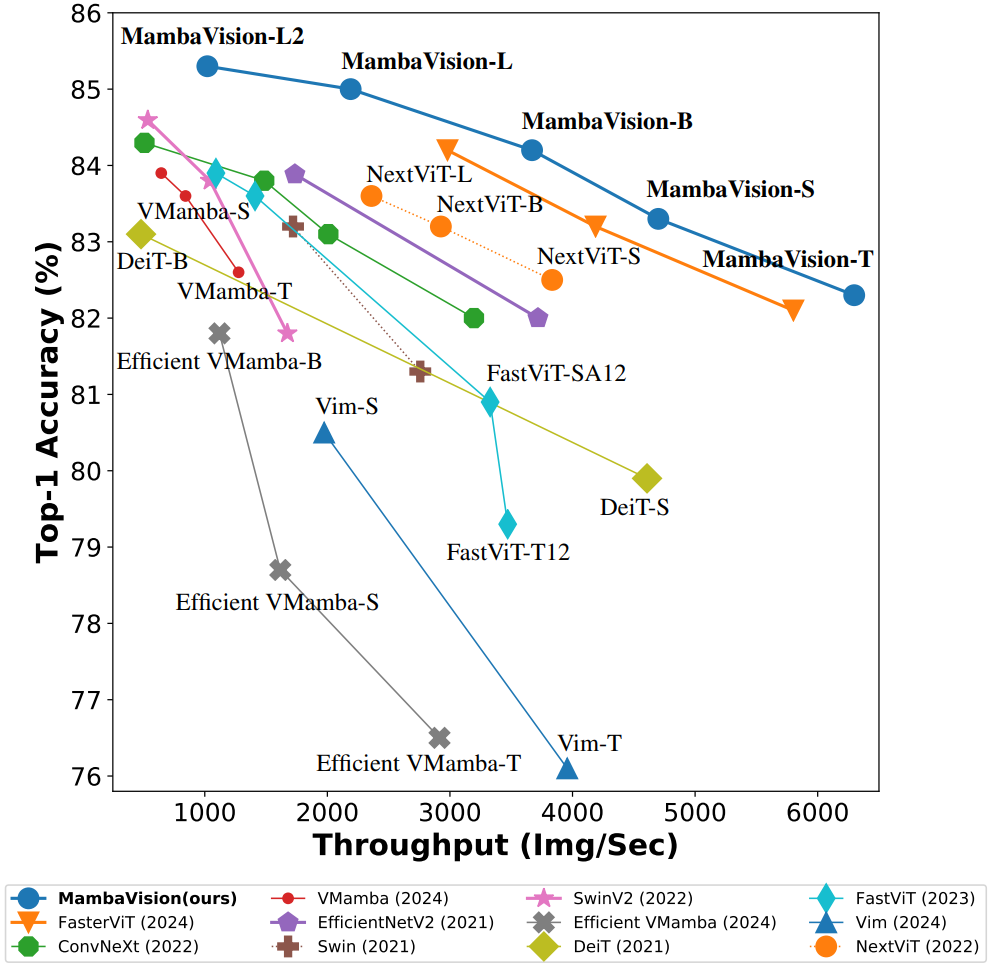 86
MambaVision-L2
MambaVision-L
85
MambaVision-B
84
NextViT-L
MambaVision-S
NextViT-B
VMamba-S
83
NextViT-S
MambaVision-T
DeiT-B
VMamba-T
82
Efficient VMamba-B
FastViT-SA12
81
Vim-S
80
DeiT-S
FastViT-T12
79
Efficient VMamba-S
78
77
Vim-T
Efficient VMamba-T
76
Top-1 Accuracy (%)
1000 2000 3000 4000 5000 6000
Throughput (Img/Sec)
MambaVision(ours) VMamba (2024) SwinV2 (2022) FastViT (2023)
FasterViT (2024) EfficientNetV2 (2021) Efficient VMamba (2024) Vim (2024)
ConvNeXt (2022) Swin (2021) DeiT (2021) NextViT (2022)